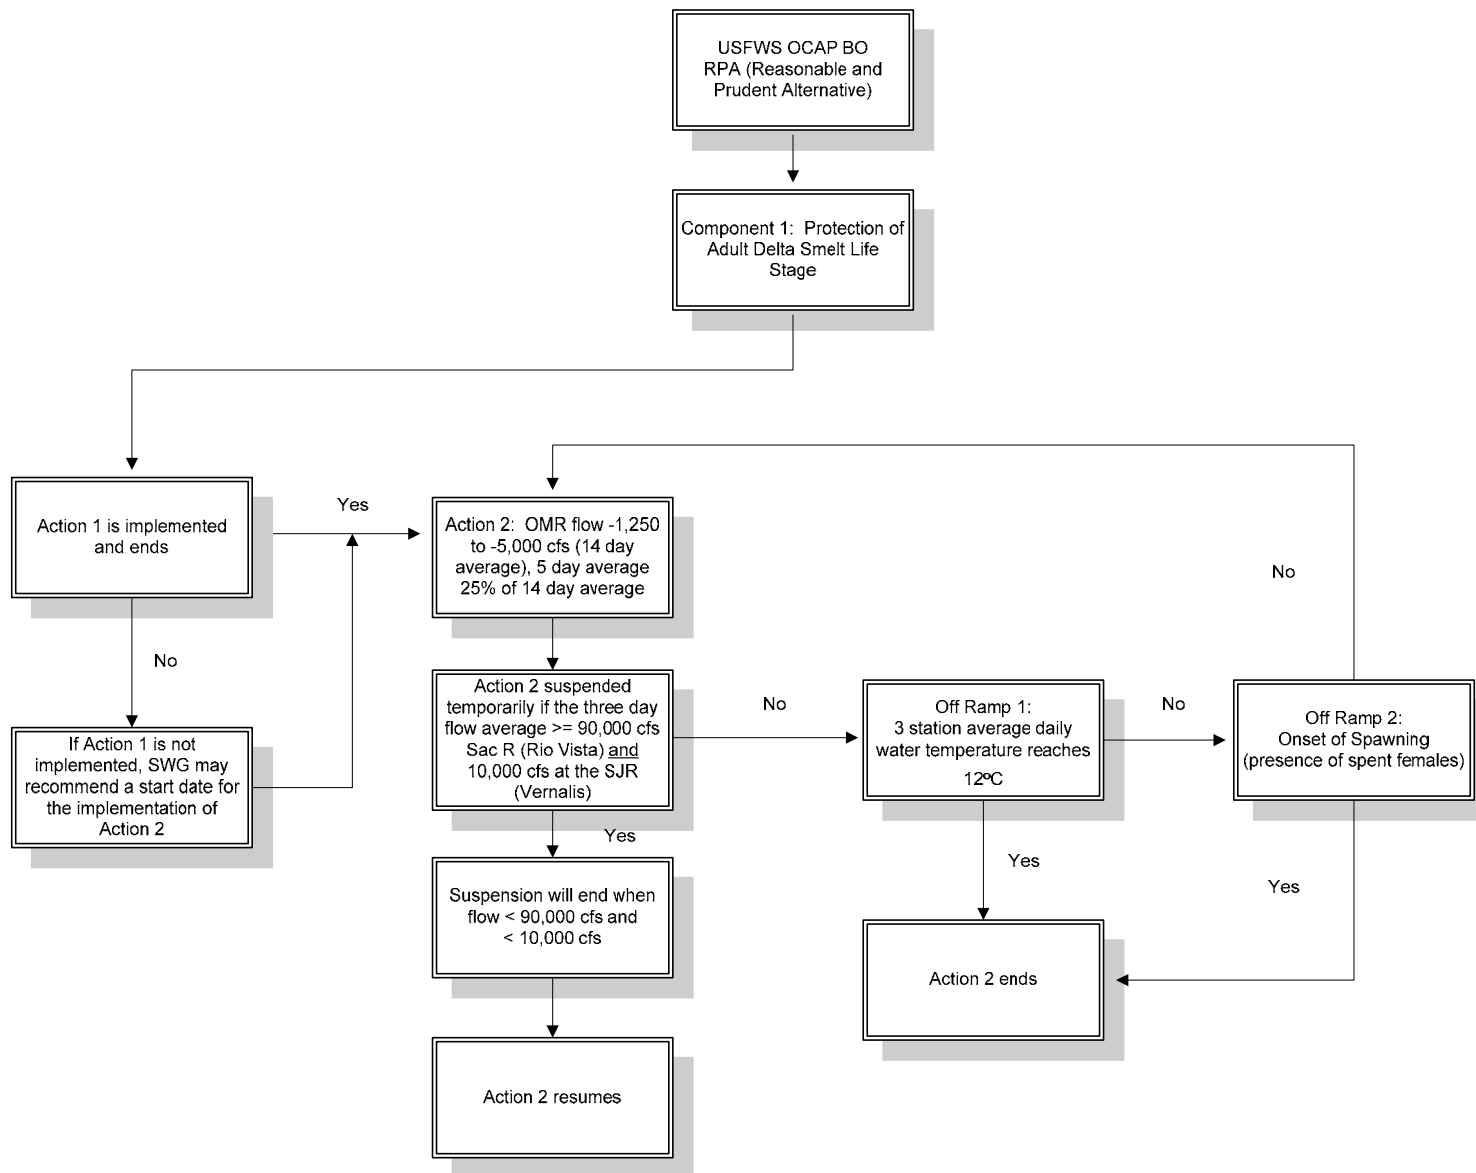 USFWS OCAP BO
RPA (Reasonable and
Prudent Alternative)
Component 1:  Protection of
Adult Delta Smelt Life
Stage
Action 1 is implemented
and ends
Yes
No
If Action 1 is not
implemented, SWG may
recommend a start date for
the implementation of
Action 2
Action 2:  OMR flow -1,250
to -5,000 cfs (14 day
average), 5 day average
25% of 14 day average
Action 2 suspended
temporarily if the three day
flow average >= 90,000 cfs
Sac R (Rio Vista) and
10,000 cfs at the SJR
(Vernalis)
Yes
Suspension will end when
flow < 90,000 cfs and
< 10,000 cfs
Action 2 resumes
No
Off Ramp 1:
3 station average daily
water temperature reaches
12ºC
Yes
No
Off Ramp 2:
Onset of Spawning
(presence of spent females)
No
Yes
Action 2 ends